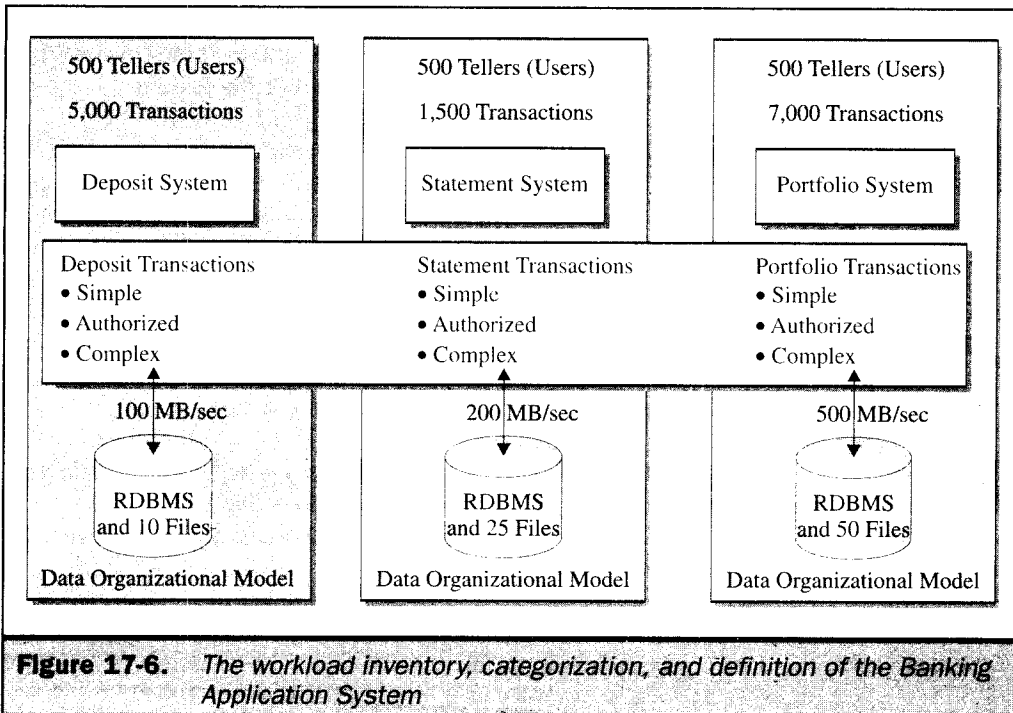 500 Tellers (Users)
5,000 Transactions
Deposit System
500 Tellers (Users)
1,500 Transactions
Statement System
500 Tellers (Users)
7,000 Transactions
Portfolio System
Deposit Transactions
• Simple
• Authorized
• Complex
Statement Transactions
• Simple
• Authorized
• Complex
Portfolio Transactions
• Simple
• Authorized
• Complex
100 MB/sec
RDBMS
and 10 Files
Data Organizational Model
200 MB/sec
RDBMS
and 25 Files
Data Organizational Model
500 MB/sec
RDBMS
and 50 Files
Data Organizational Model
Figure 17-6. The workload inventory, categorization, and definition of the Banking
Application System